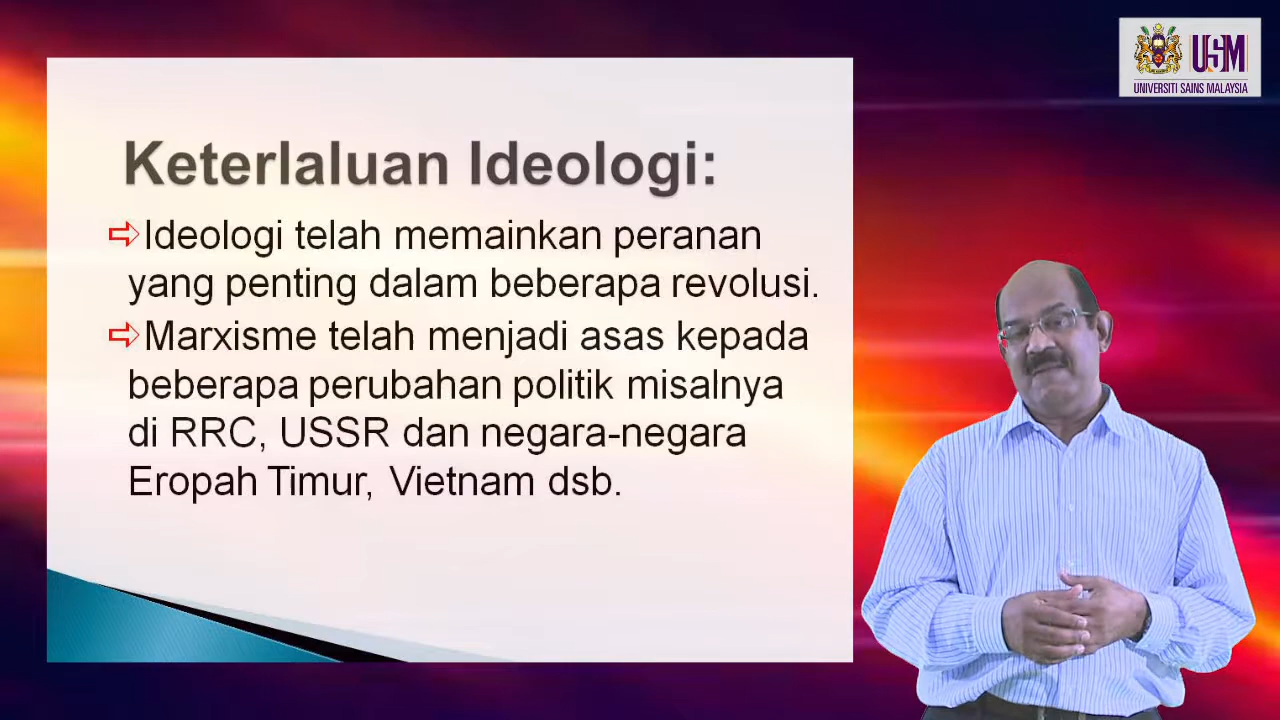 USM
UNIVERSITI SAINS MALAYSIA
Keterlaluan Ideologi:
Ideologi telah memainkan peranan
yang penting dalam beberapa revolusi.
Marxisme telah menjadi asas kepada
beberapa perubahan politik misalnya
di RRC, USSR dan negara-negara
Eropah Timur, Vietnam dsb.